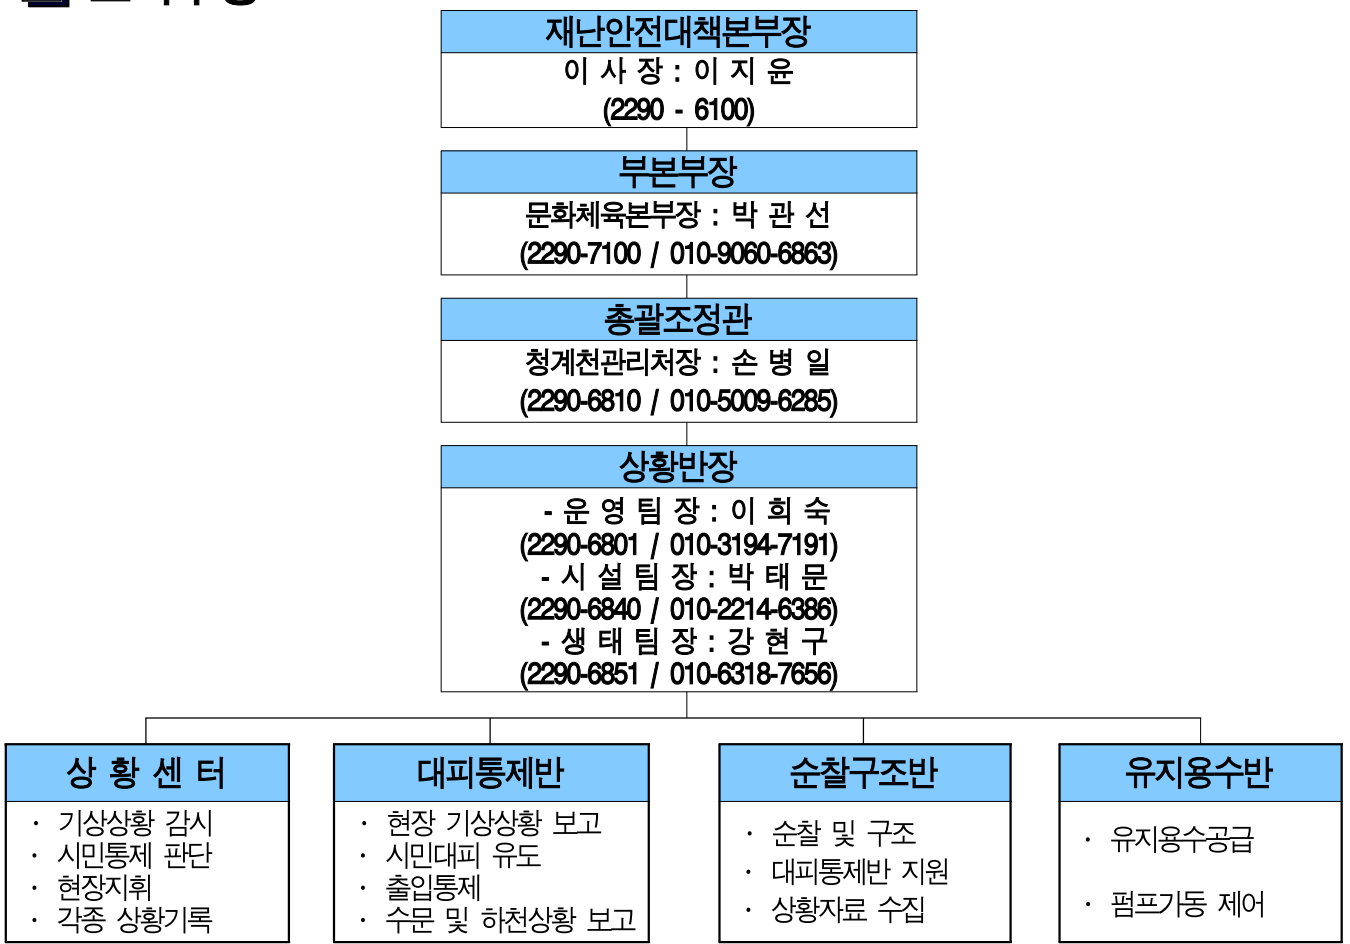 재난안전대책본부장
이 사 장 : 이 지 윤
(2290 - 6100)
부본부장
문화체육본부장 : 박 관 선
(2290-7100 / 010-9060-6863)
총괄조정관
청계천관리처장 : 손 병 일
(2290-6810 / 010-5009-6285)
상황반장
- 운 영 팀 장 : 이 희 숙
(2290-6801 / 010-3194-7191)
- 시 설 팀 장 : 박 태 문
(2290-6840 / 010-2214-6386)
- 생 태 팀 장 : 강 현 구
(2290-6851 / 010-6318-7656)
상 황 센 터
· 기상상황 감시
· 시민통제 판단
· 현장지휘
· 각종 상황기록
대피통제반
· 현장 기상상황 보고
· 시민대피 유도
· 출입통제
· 수문 및 하천상황 보고
순찰구조반
· 순찰 및 구조
· 대피통제반 지원
· 상황자료 수집
유지용수반
· 유지용수공급
· 펌프가동 제어